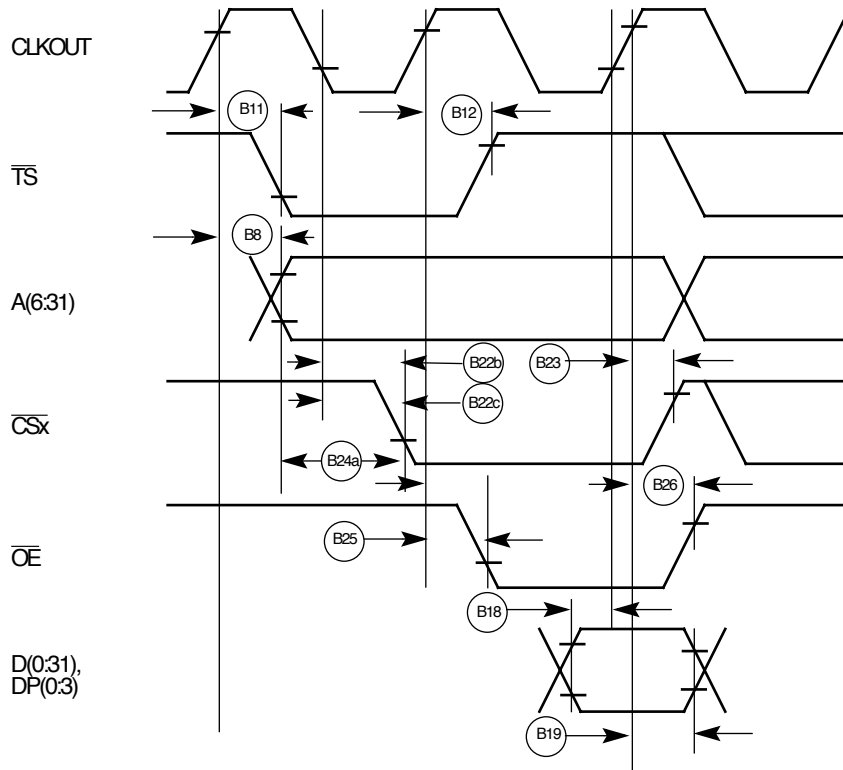 CLKOUT
B11
B12
TS
B8
A(6:31)
B22b
B23
B22c
CSx
B24a
B26
B25
OE
B18
D(0:31),
DP(0:3)
B19